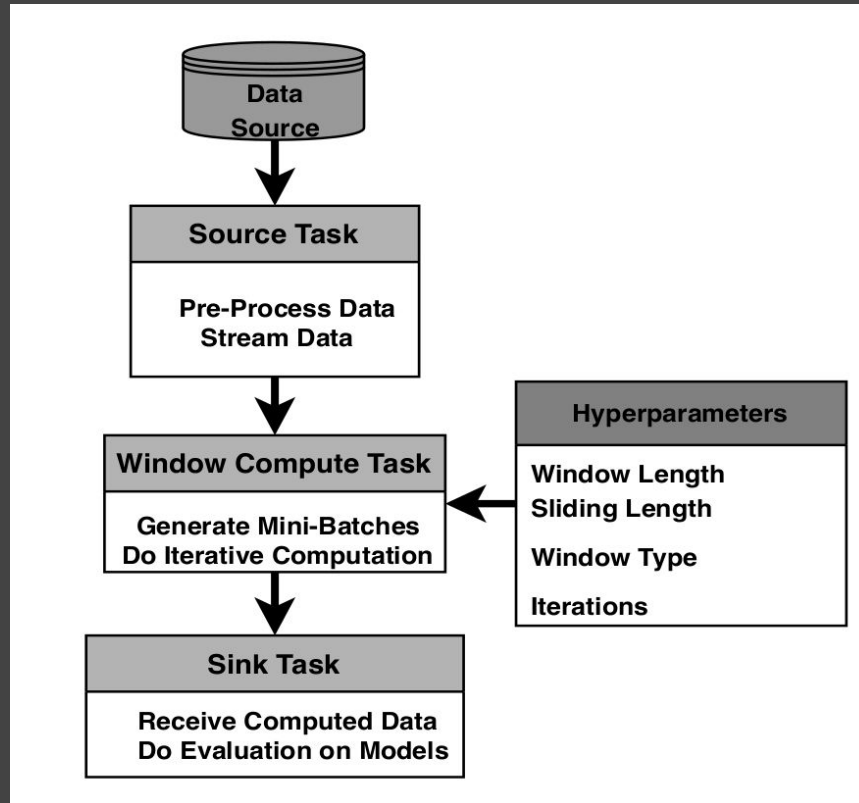 Data
Source
Source Task
Pre-Process Data
Stream Data
Window Compute Task
Generate Mini-Batches
Do Iterative Computation
Hyperparameters
Window Length
Sliding Length
Window Type
Iterations
Sink Task
Receive Computed Data
Do Evaluation on Models